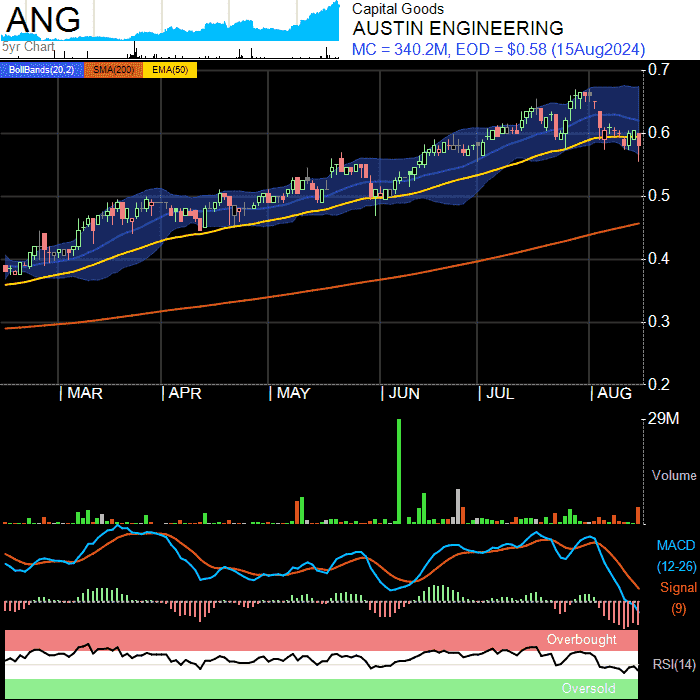 ANG
Capital Goods
AUSTIN ENGINEERING
MC = 340.2M, EOD = $0.58 (15Aug2024)
5yr Chart
BollBands(20,2) SMA(200) EMA(50)
0.7
0.6
0.5
0.4
0.3
0.2
MAR APR MAY JUN JUL AUG
29M
Volume
MACD
(12-26)
Signal
(9)
Overbought
RSI(14)
Oversold